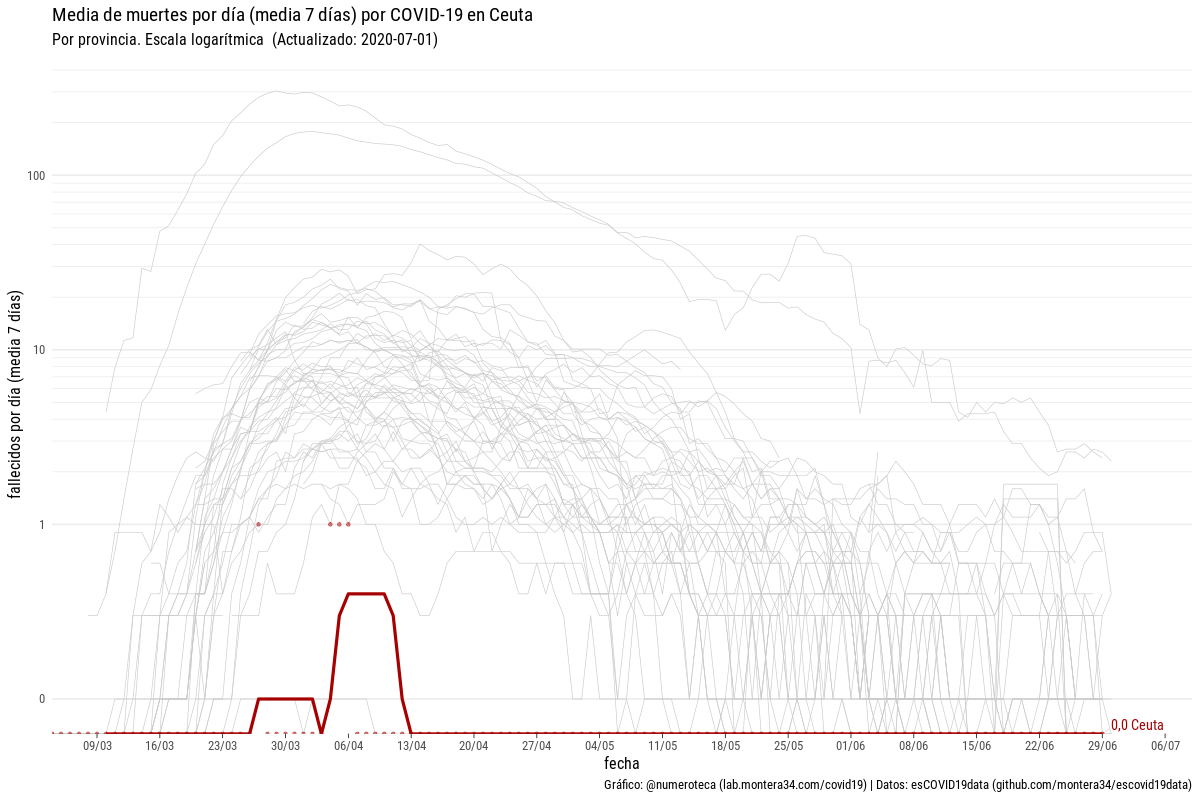 Media de muertes por día (media 7 días) por COVID-19 en Ceuta
Por provincia. Escala logarítmica  (Actualizado: 2020-07-01)
fallecidos por día (media 7 días)
100
10
1
0
0,0 Ceuta
09/03 16/03 23/03 30/03 06/04 13/04 20/04 27/04 04/05 11/05 18/05 25/05 01/06 08/06 15/06 22/06 29/06 06/07
fecha
Gráfico: @numeroteca (lab.montera34.com/covid19) | Datos: esCOVID19data (github.com/montera34/escovid19data)